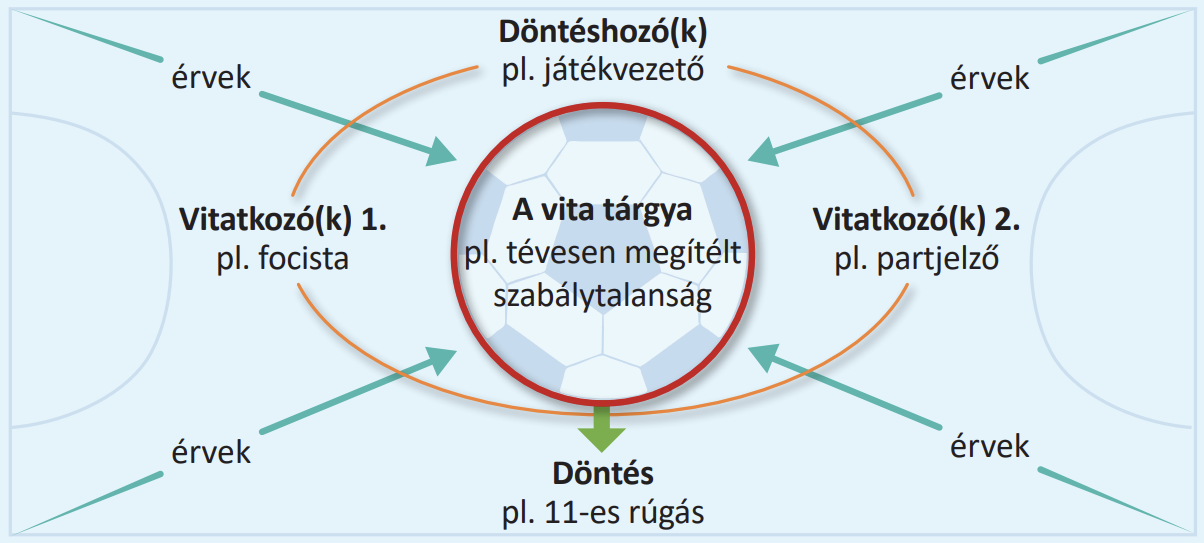 Döntéshozó(k)
pl. játékvezető
érvek
érvek
Vitatkozó(k) 1.
pl. focista
A vita tárgya
pl. tévesen megítélt
szabálytalanság
Vitatkozó(k) 2.
pl. partjelző
érvek
érvek
Döntés
pl. 11-es rúgás